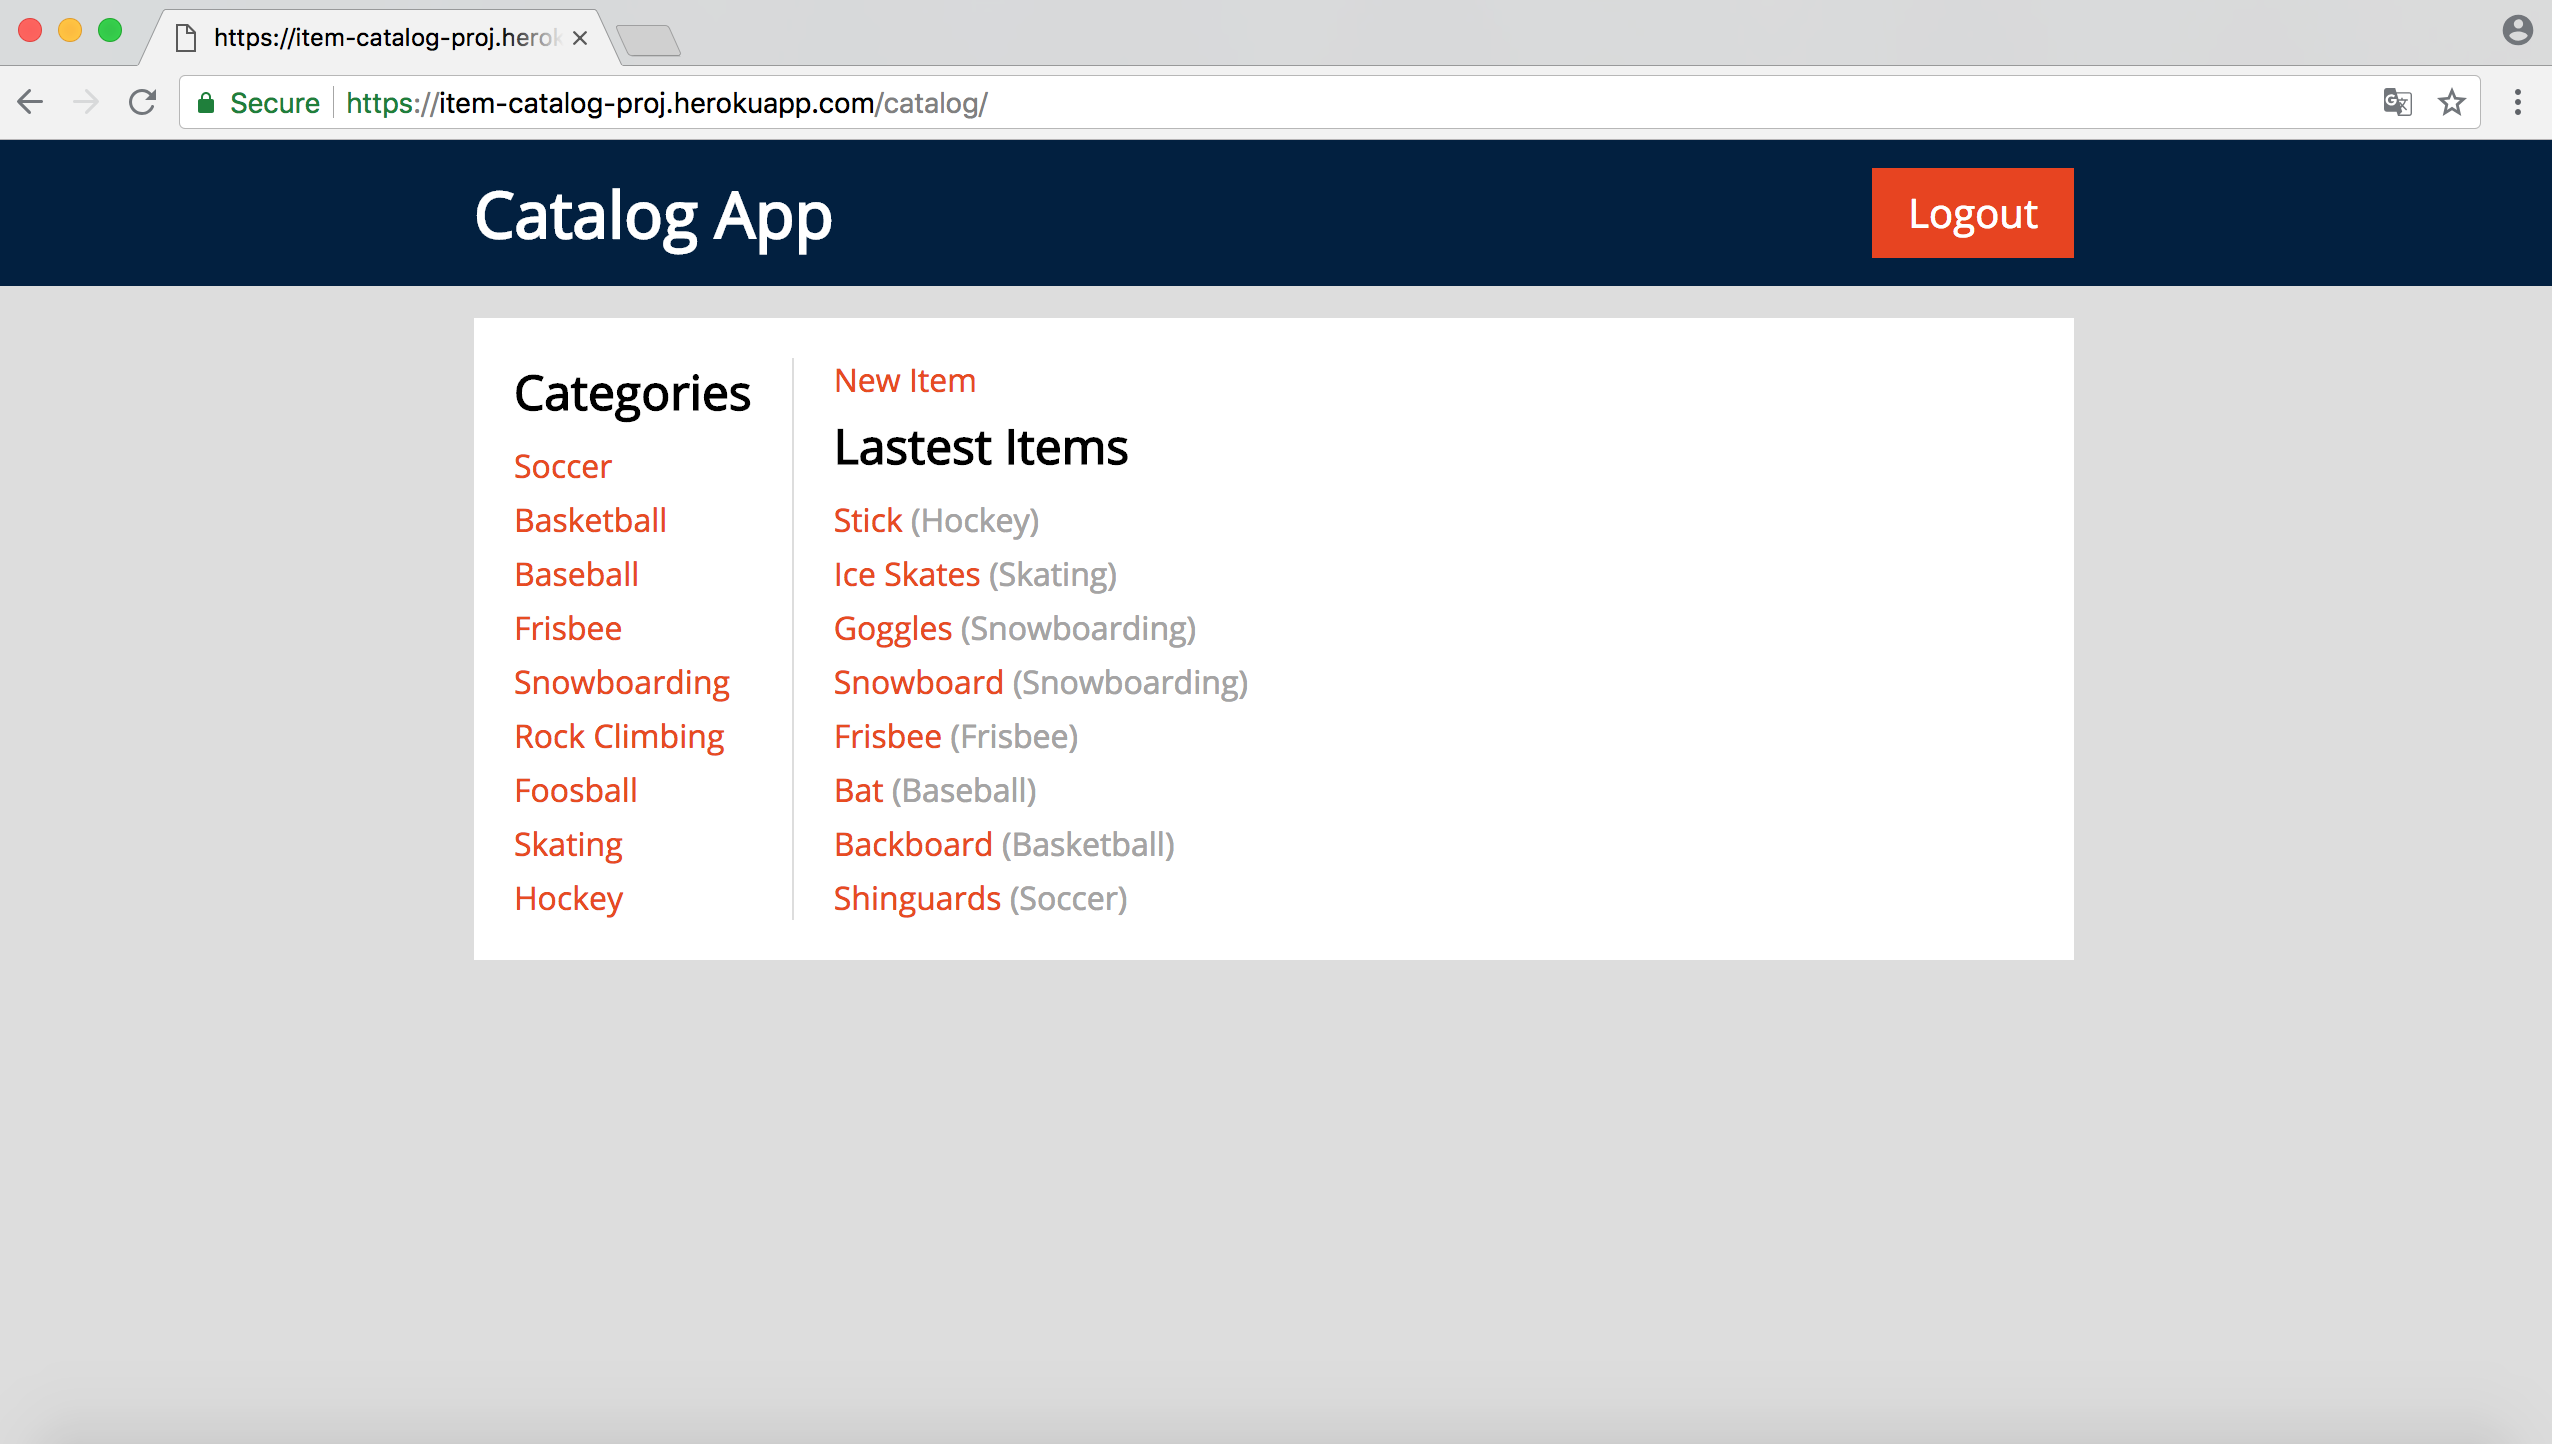 https://item-catalog-proj.herok
Secure https://item-catalog-proj.herokuapp.com/catalog/
Catalog App
Logout
Categories
Soccer
Basketball
Baseball
Frisbee
Snowboarding
Rock Climbing
Foosball
Skating
Hockey
New Item
Lastest Items
Stick (Hockey)
Ice Skates (Skating)
Goggles (Snowboarding)
Snowboard (Snowboarding)
Frisbee (Frisbee)
Bat (Baseball)
Backboard (Basketball)
Shinguards (Soccer)